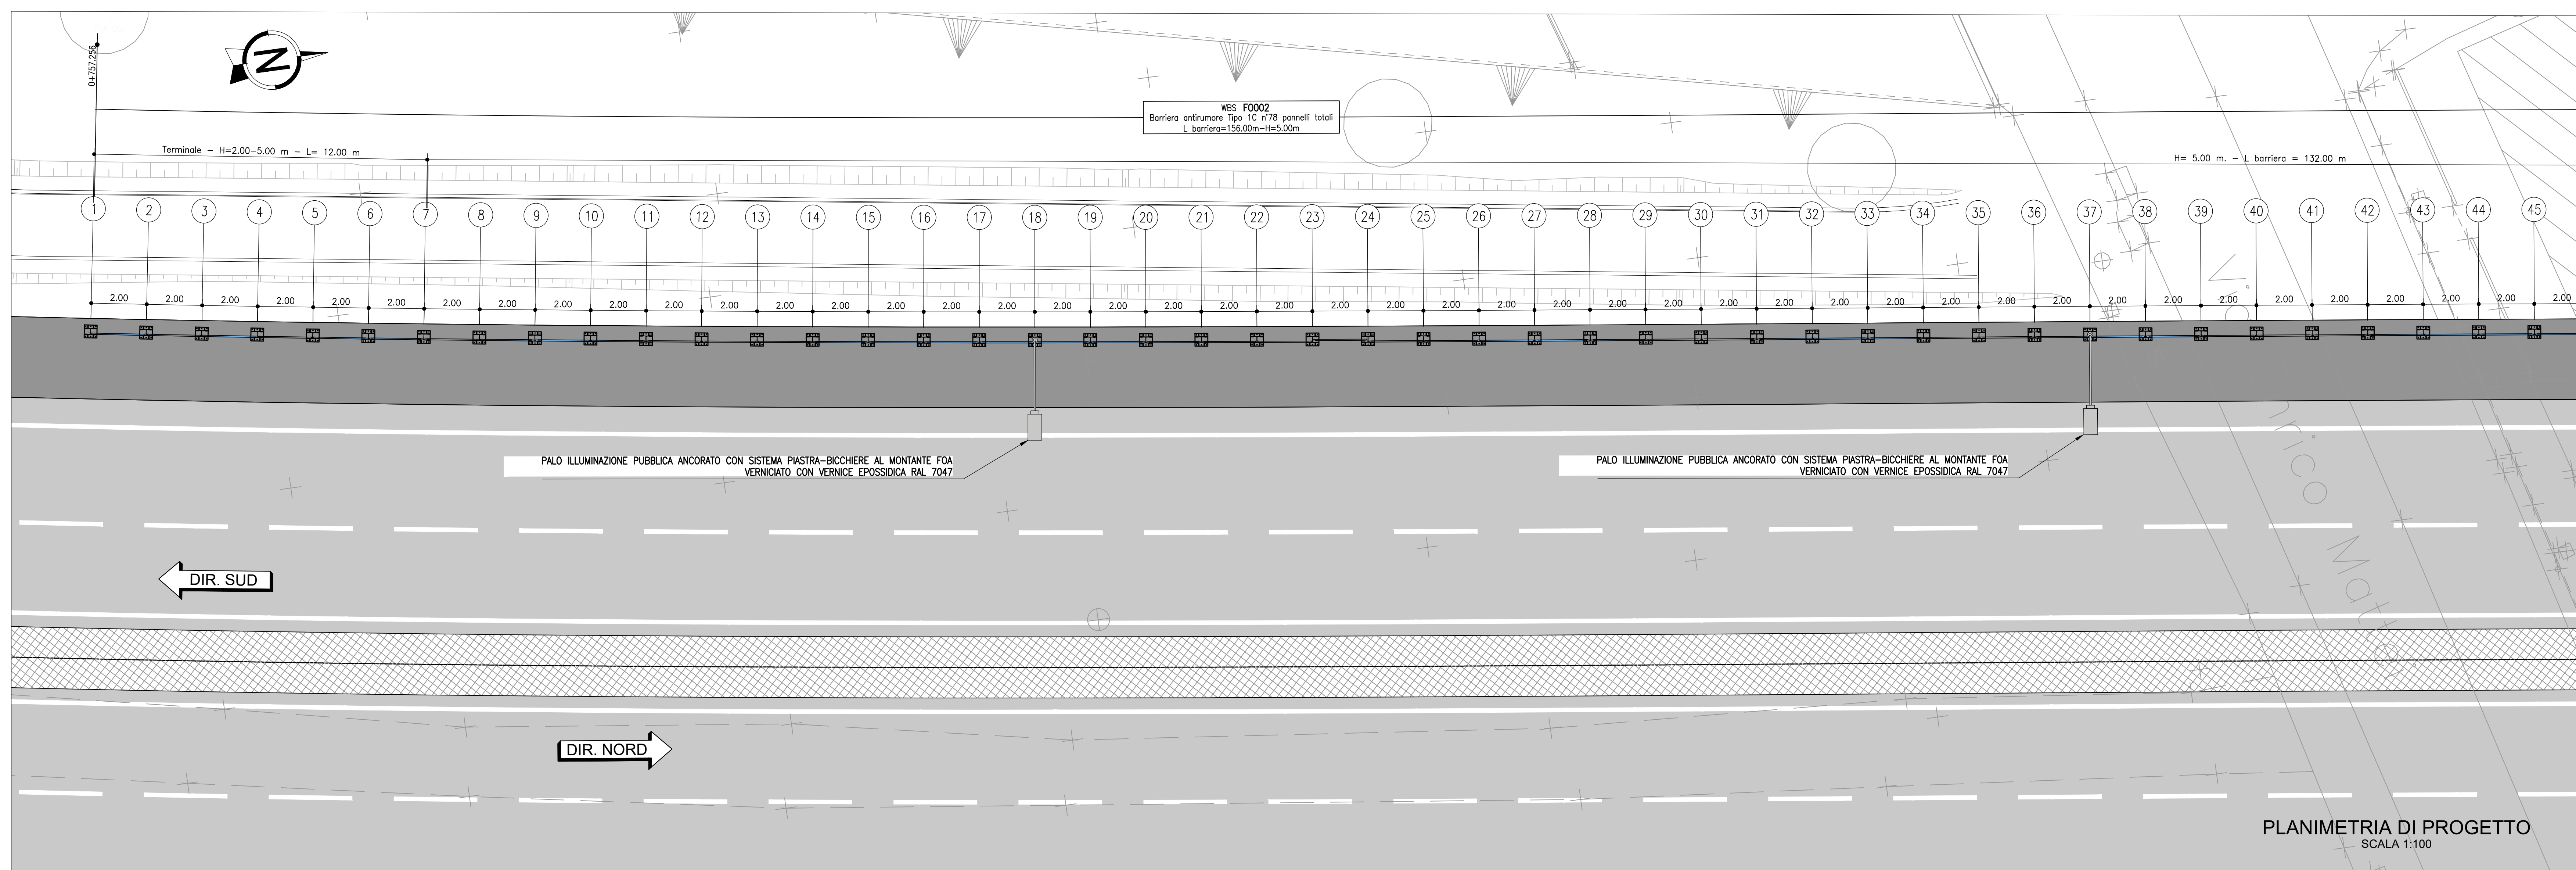 0+757.256
N
WBS F0002
Barriera antirumore Tipo 1C n°78 pannelli totali
L barriera=156.00m-H=5.00m
Terminale - H=2.00-5.00 m - L= 12.00 m
H= 5.00 m. - L barriera = 132.00 m
1 2 3 4 5 6 7 8 9 10 11 12 13 14 15 16 17 18 19 20 21 22 23 24 25 26 27 28 29 30 31 32 33 34 35 36 37 38 39 40 41 42 43 44 45
2.00 2.00 2.00 2.00 2.00 2.00 2.00 2.00 2.00 2.00 2.00 2.00 2.00 2.00 2.00 2.00 2.00 2.00 2.00 2.00 2.00 2.00 2.00 2.00 2.00 2.00 2.00 2.00 2.00 2.00 2.00 2.00 2.00 2.00 2.00 2.00 2.00 2.00 2.00 2.00 2.00 2.00 2.00 2.00 2.00
V.
PALO ILLUMINAZIONE PUBBLICA ANCORATO CON SISTEMA PIASTRA-BICCHIERE AL MONTANTE FOA
VERNICIATO CON VERNICE EPOSSIDICA RAL 7047
PALO ILLUMINAZIONE PUBBLICA ANCORATO CON SISTEMA PIASTRA-BICCHIERE AL MONTANTE FOA
VERNICIATO CON VERNICE EPOSSIDICA RAL 7047
DIR. SUD
DIR. NORD
PLANIMETRIA DI PROGETTO
SCALA 1:100